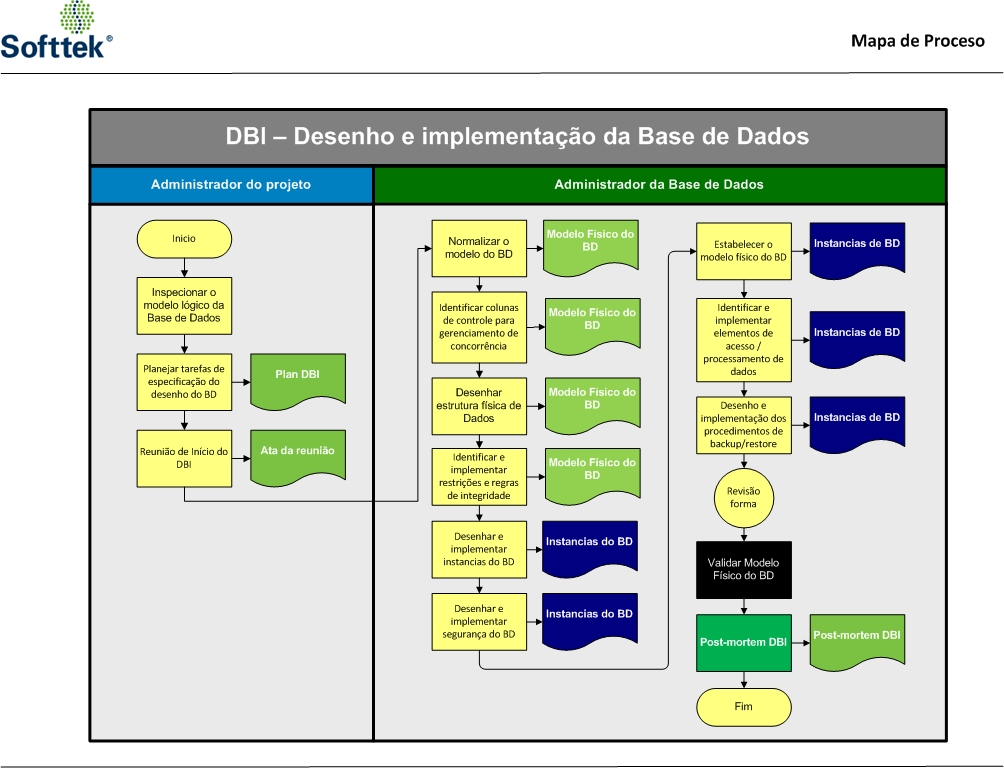 Softtek®
Mapa de Proceso
DBI – Desenho e implementação da Base de Dados
Administrador do projeto
Administrador da Base de Dados
Inicio
Inspecionar o
modelo lógico da
Base de Dados
Planejar tarefas de
especificação do
desenho do BD
Plan DBI
Reunião de Início do
DBI
Ata da reunião
Normalizar o
modelo do BD
Modelo Fisico do
BD
Identificar colunas
de controle para
gerenciamento de
concorrência
Modelo Fisico do
BD
Desenhar
estrutura física de
Dados
Modelo Fisico do
BD
Identificar e
implementar
restrições e regras
de integridade
Modelo Fisico do
BD
Desenhar e
implementar
instancias do BD
Instancias do BD
Desenhar e
implementar
segurança do BD
Instancias do BD
Estabelecer o
modelo físico do BD
Instancias de BD
Identificar e
implementar
elementos de
acesso /
processamento de
dados
Instancias de BD
Desenho e
implementação dos
procedimentos de
backup/restore
Instancias de BD
Revisão
forma
Validar Modelo
Físico do BD
Post-mortem DBI
Post-mortem DBI
Fim